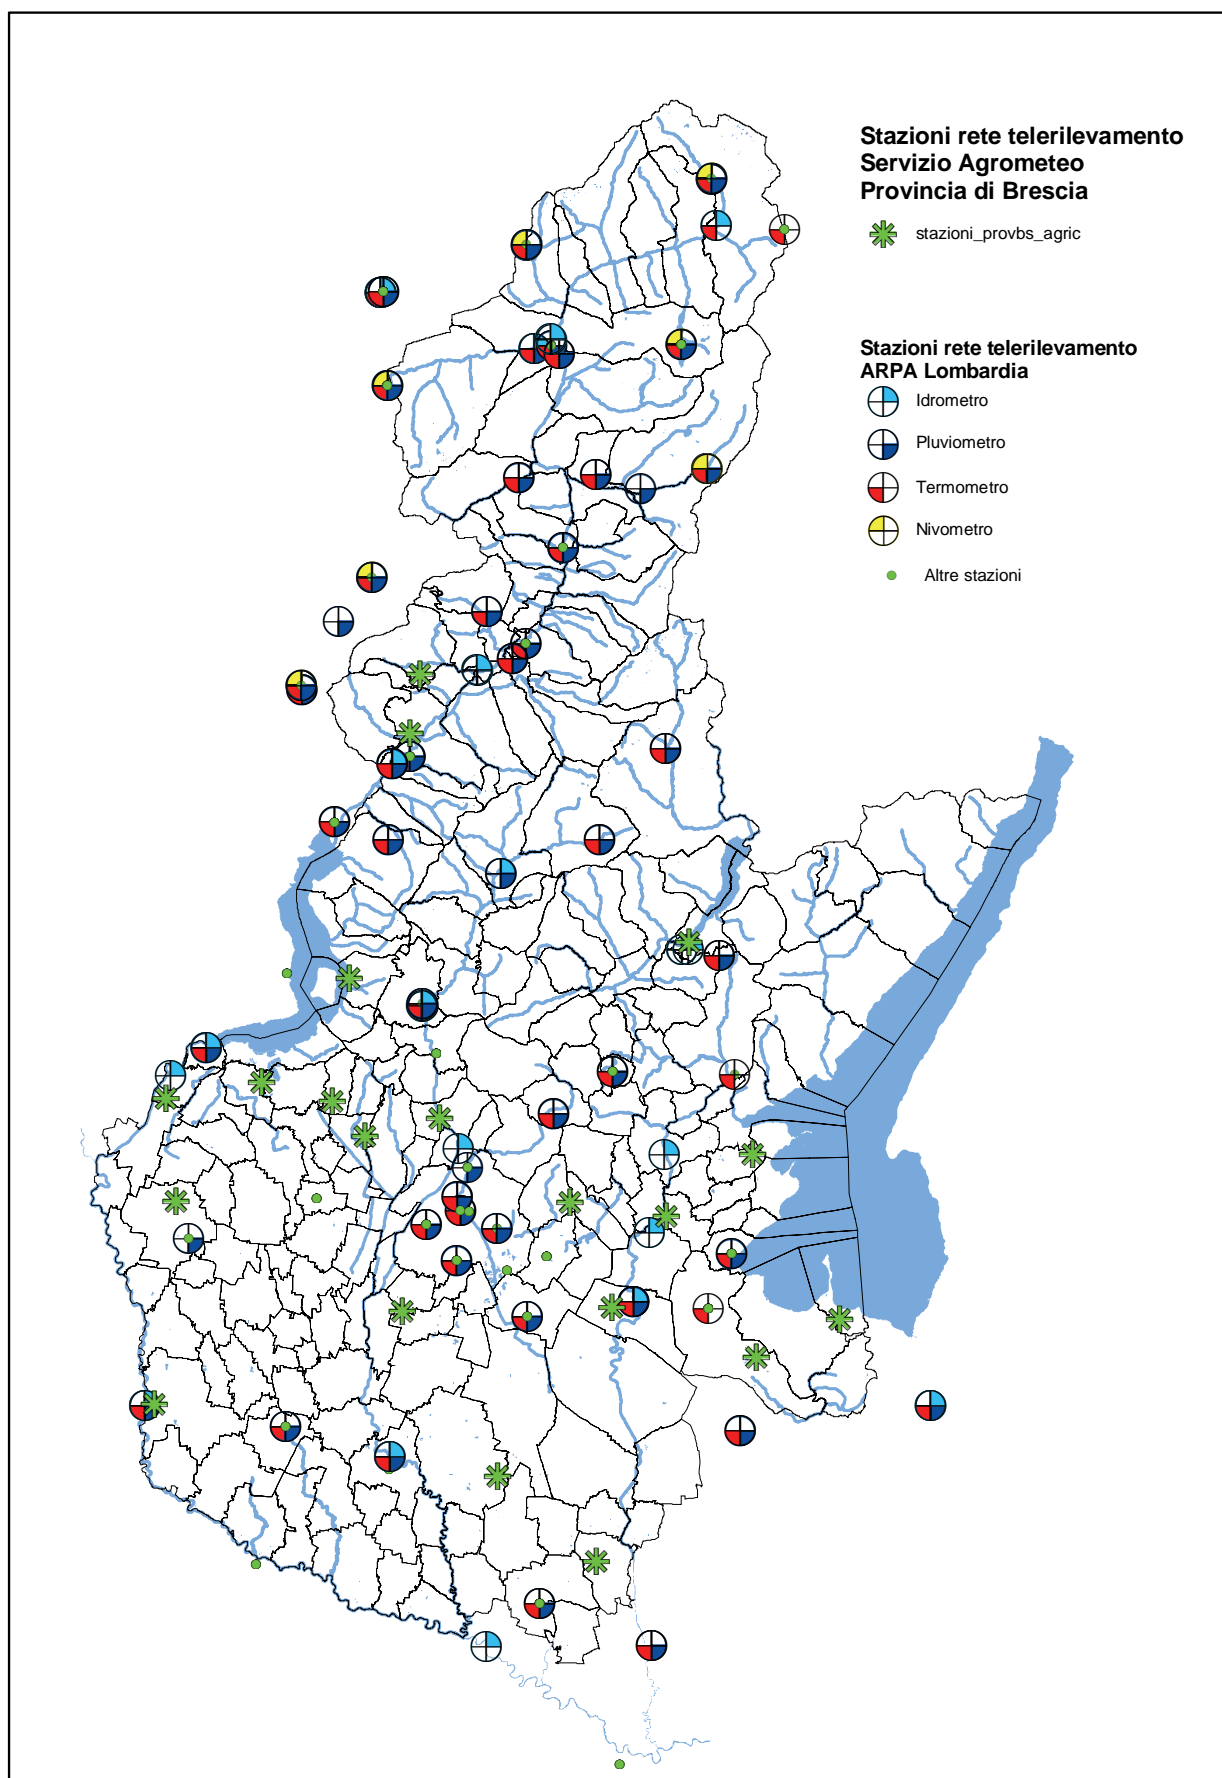 Stazioni rete telerilevamento
Servizio Agrometeo
Provincia di Brescia
stazioni_provbs_agric
Stazioni rete telerilevamento
ARPA Lombardia
Idrometro
Pluviometro
Termometro
Nivometro
Altre stazioni